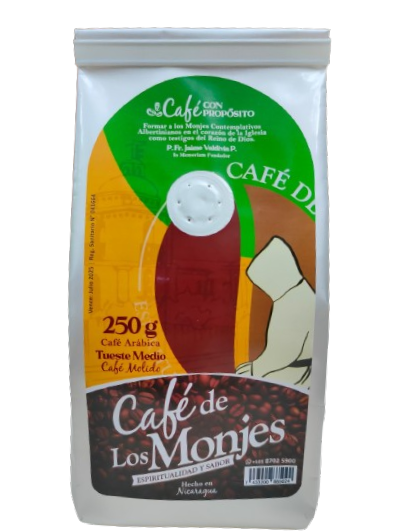 Café CON PROPÓSITO
Formar a los Monjes Contemplativos
Albertinianos en el corazón de la Iglesia
como testigos del Reino de Dios.
P. Fr. Jaime Valdivia P.
In Memoriam Fundador
CAFÉ DE
250 g
Café Arábica
Tueste Medio
Café Molido
Café de
Los Monjes
ESPIRITUALIDAD Y SABOR
Hecho en
Nicaragua